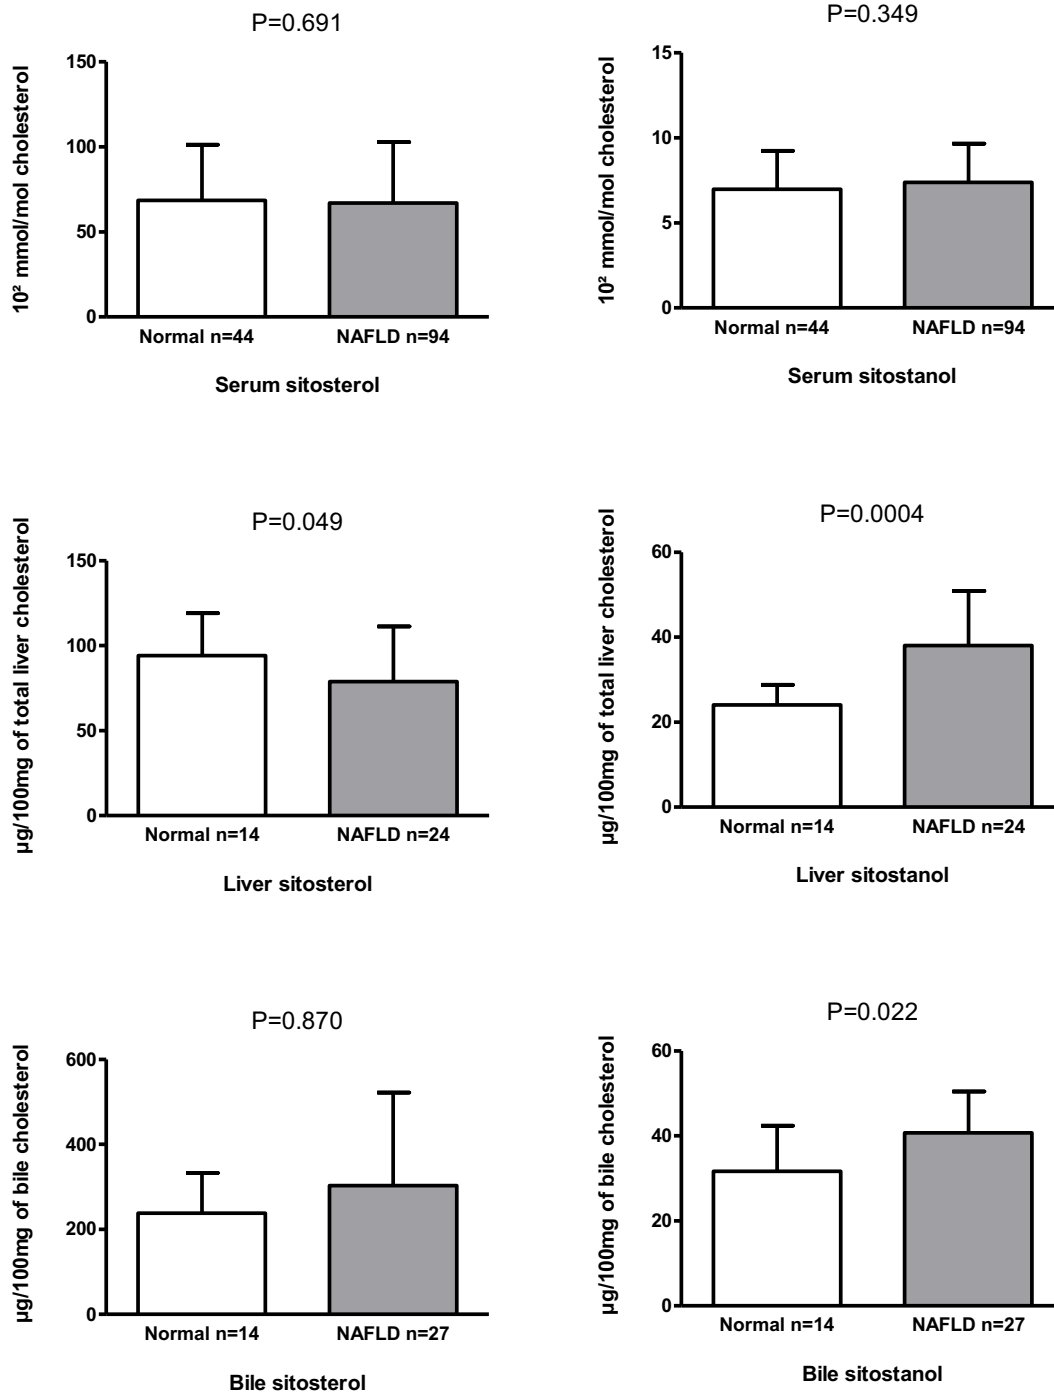 P=0.691
10² mmol/mol cholesterol
150
100
50
0
Normal n=44
NAFLD n=94
Serum sitosterol
P=0.349
10² mmol/mol cholesterol
15
10
5
0
Normal n=44
NAFLD n=94
Serum sitostanol
P=0.049
µg/100mg of total liver cholesterol
150
100
50
0
Normal n=14
NAFLD n=24
Liver sitosterol
P=0.0004
µg/100mg of total liver cholesterol
60
40
20
0
Normal n=14
NAFLD n=24
Liver sitostanol
P=0.870
µg/100mg of bile cholesterol
600
400
200
0
Normal n=14
NAFLD n=27
Bile sitosterol
P=0.022
µg/100mg of bile cholesterol
60
40
20
0
Normal n=14
NAFLD n=27
Bile sitostanol